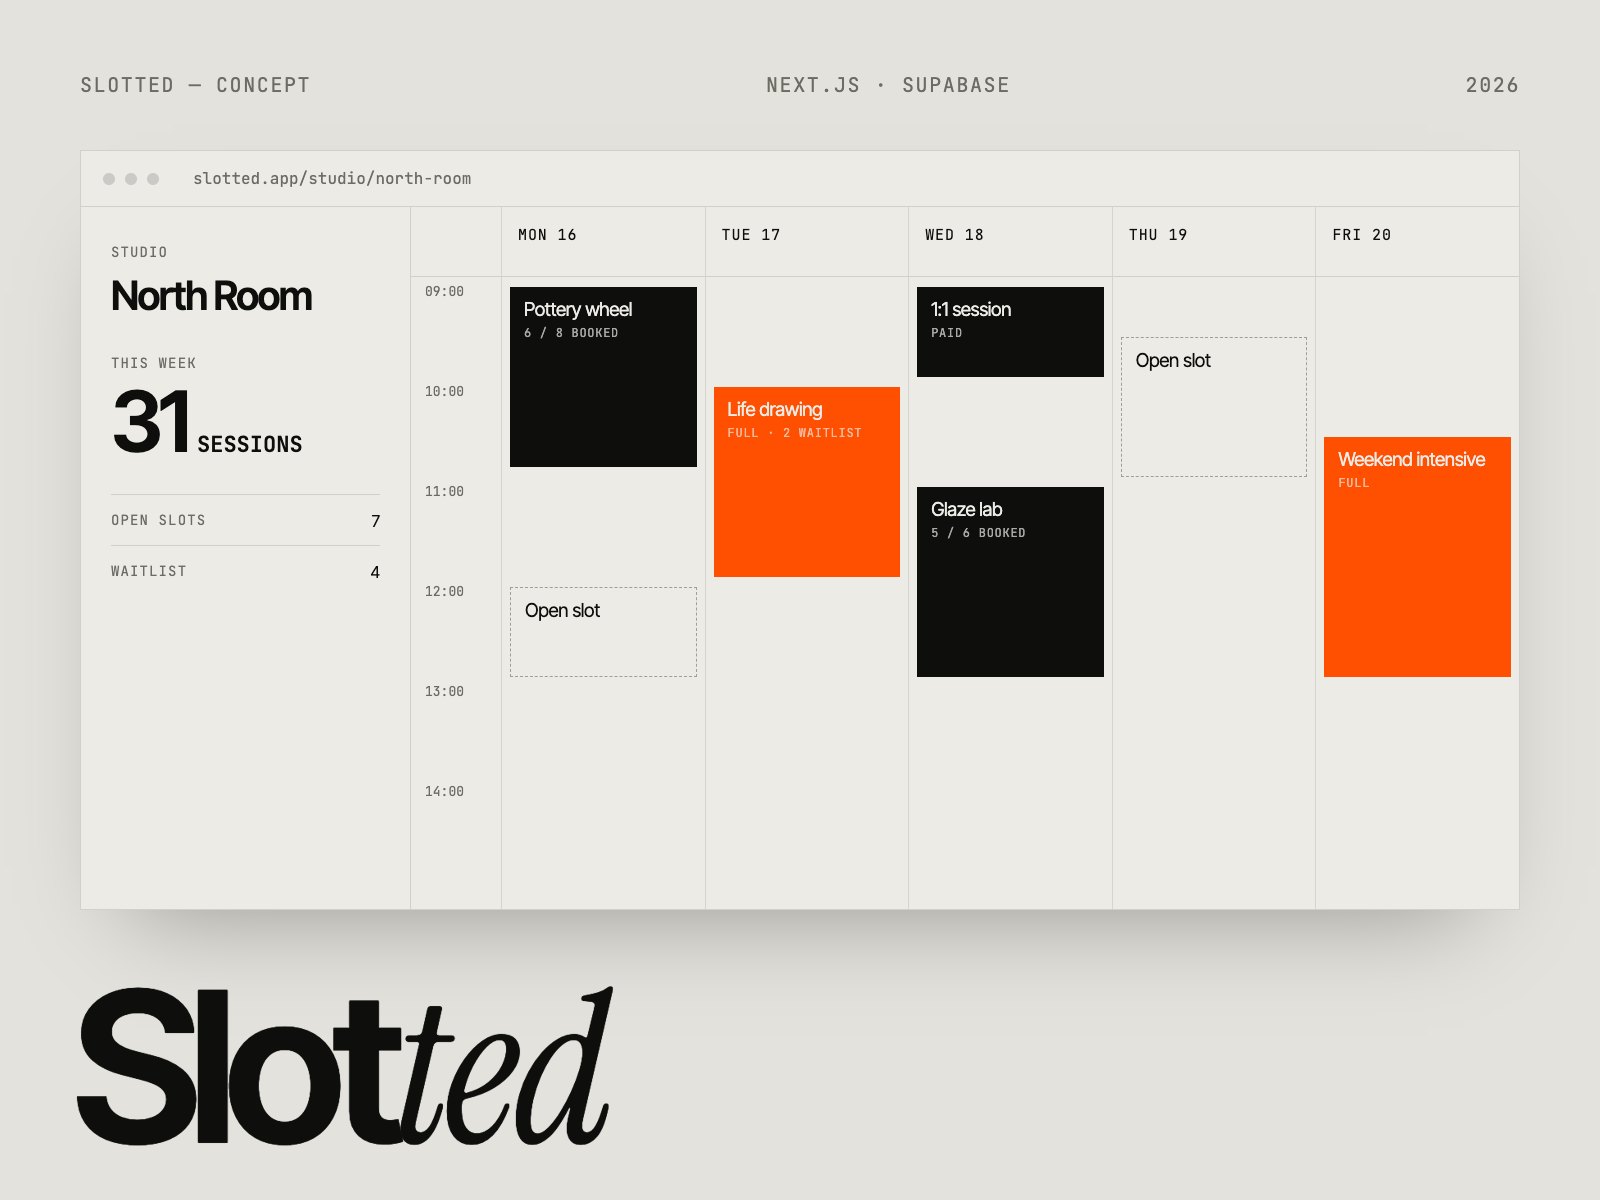 SLOTTED — CONCEPT
NEXT.JS · SUPABASE
2026
slotted.app/studio/north-room
STUDIO
North Room
THIS WEEK
31 SESSIONS
OPEN SLOTS 7
WAITLIST 4
MON 16
TUE 17
WED 18
THU 19
FRI 20
09:00
10:00
11:00
12:00
13:00
14:00
Pottery wheel
6 / 8 BOOKED
Open slot
Life drawing
FULL · 2 WAITLIST
1:1 session
PAID
Glaze lab
5 / 6 BOOKED
Open slot
Weekend intensive
FULL
Slotted